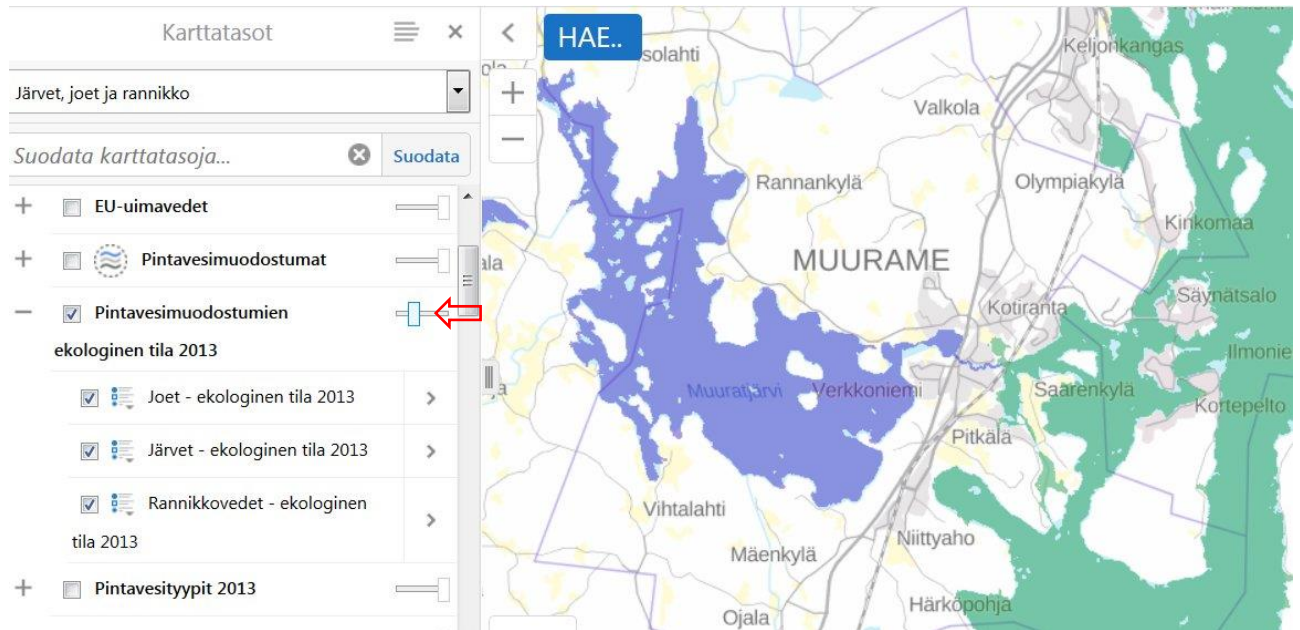 Karttatasot
Järvet, joet ja rannikko
Suodata karttatasoja...
Suodata
EU-uimavedet
Pintavesimuodostumat
Pintavesimuodostumien
ekologinen tila 2013
Joet - ekologinen tila 2013
Järvet - ekologinen tila 2013
Rannikkovedet - ekologinen
tila 2013
Pintavesityypit 2013
HAE..
solahti
Keljonkangas
Valkola
Rannankylä
Olympiakylä
Kinkomaa
MUURAME
Säynätsalo
Kotiranta
Ilmonie
Muuratjärvi
Verkkoniemi
Saarenkylä
Kortepelto
Pitkälä
Vihtalahti
Niittyaho
Mäenkylä
Härköpohja
Ojala